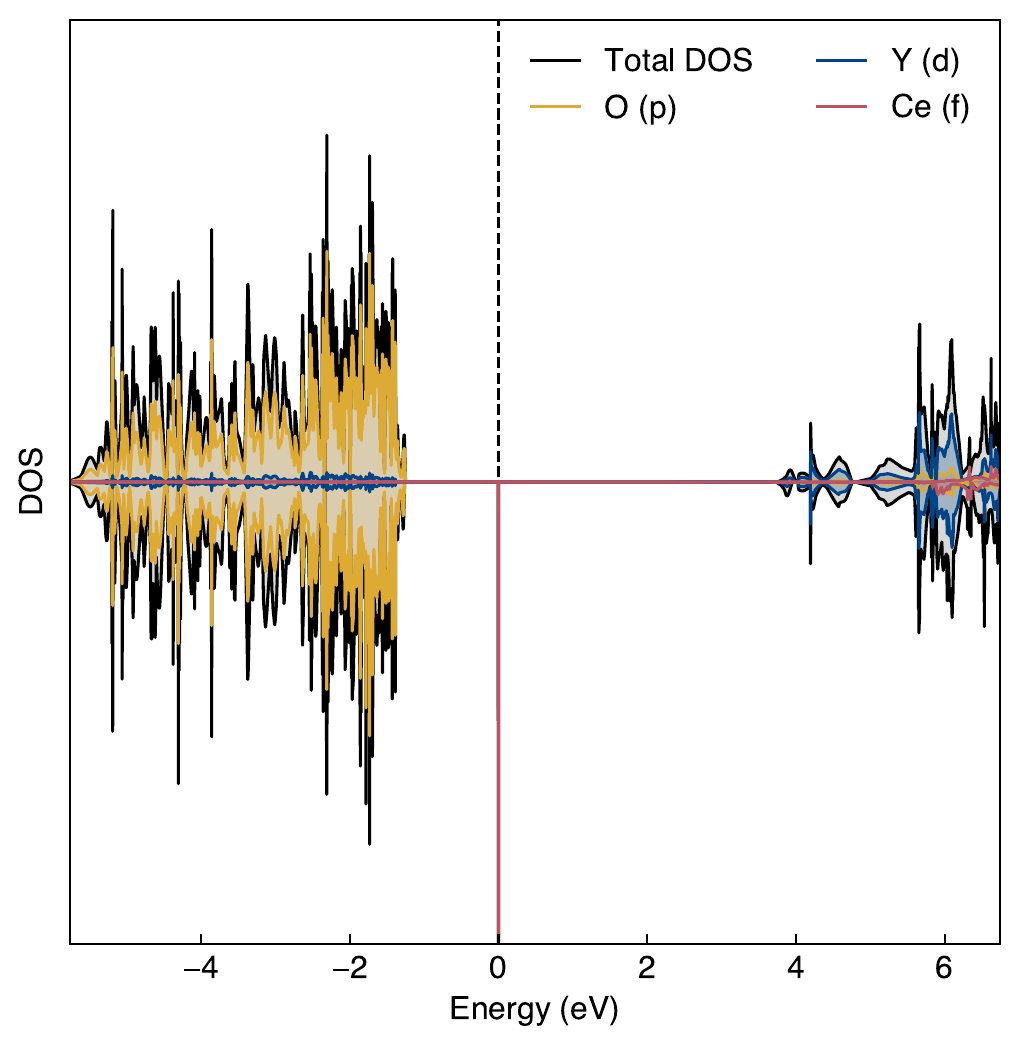 Total DOS
Y (d)
O (p)
Ce (f)
DOS
−4
−2
0
2
4
6
Energy (eV)